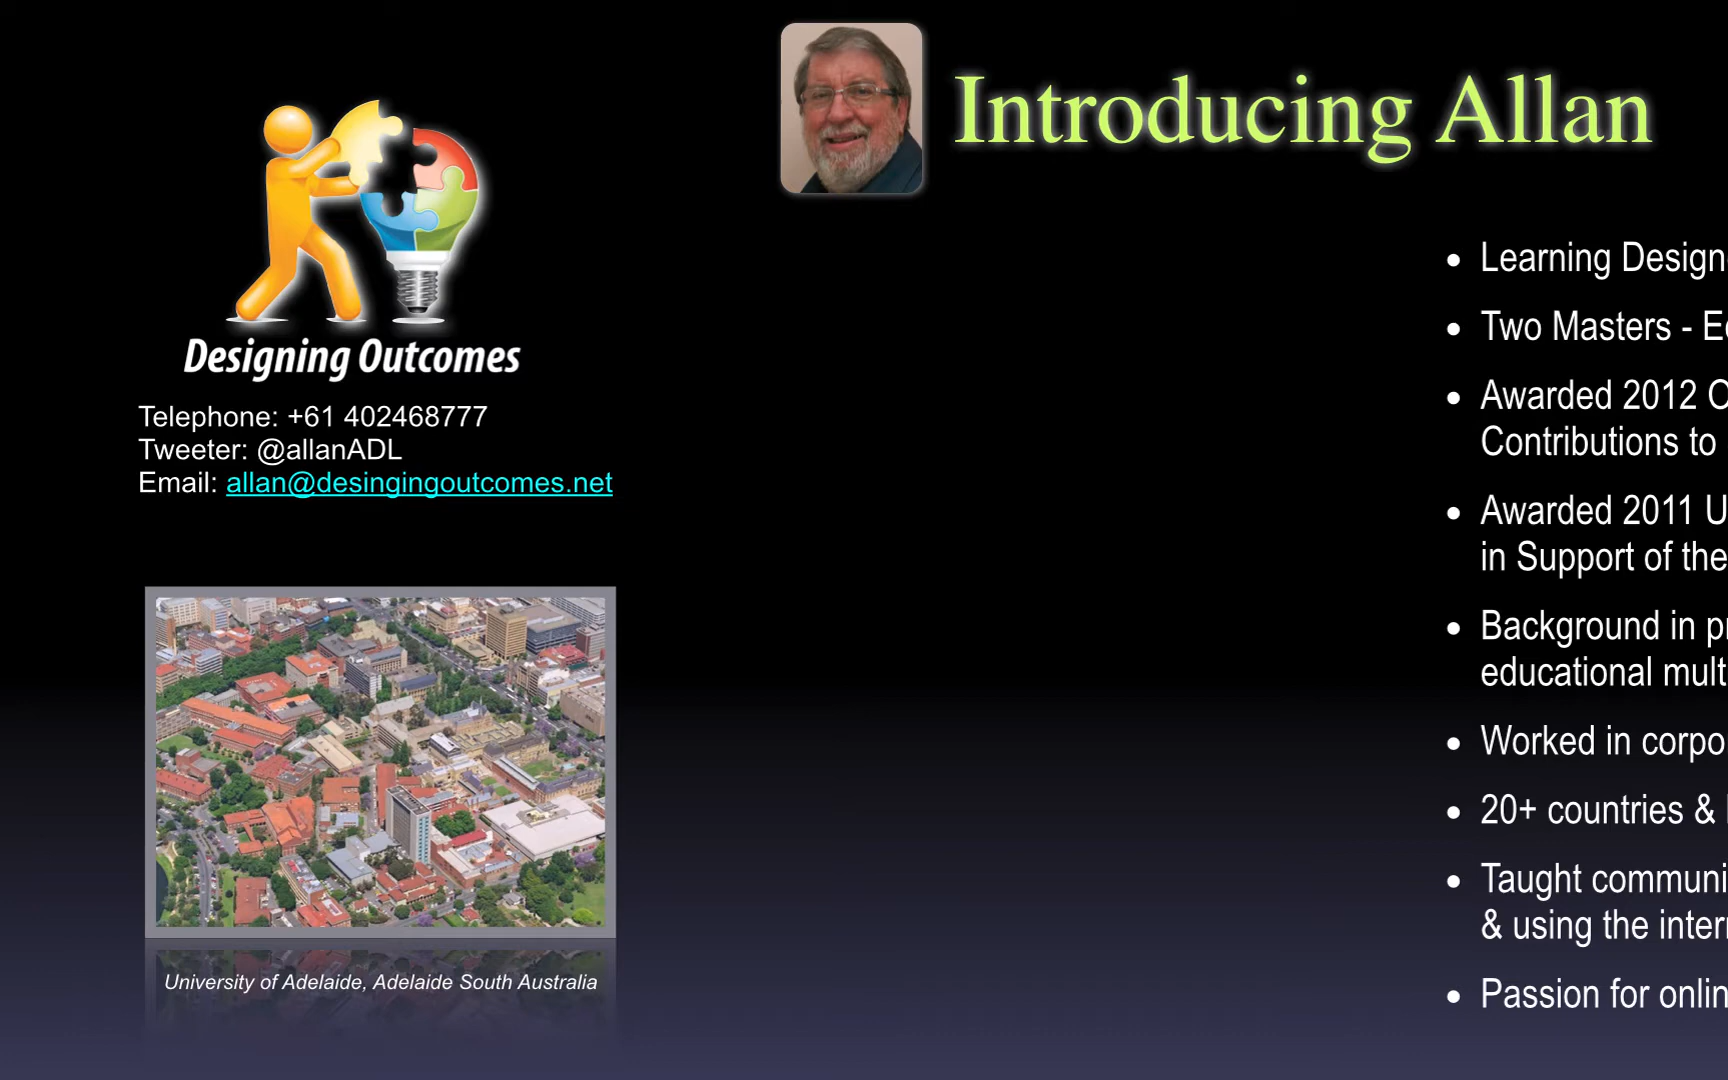 Introducing Allan
Designing Outcomes
Telephone: +61 402468777
Tweeter: @allanADL
Email: allan@desingingoutcomes.net
University of Adelaide, Adelaide South Australia
• Learning
• Two Masters -
• Awarded 2012
Contributions to
• Awarded 2011
in Support of the
• Background in
educational
• Worked in
• 20+ countries &
• Taught
& using the
• Passion for